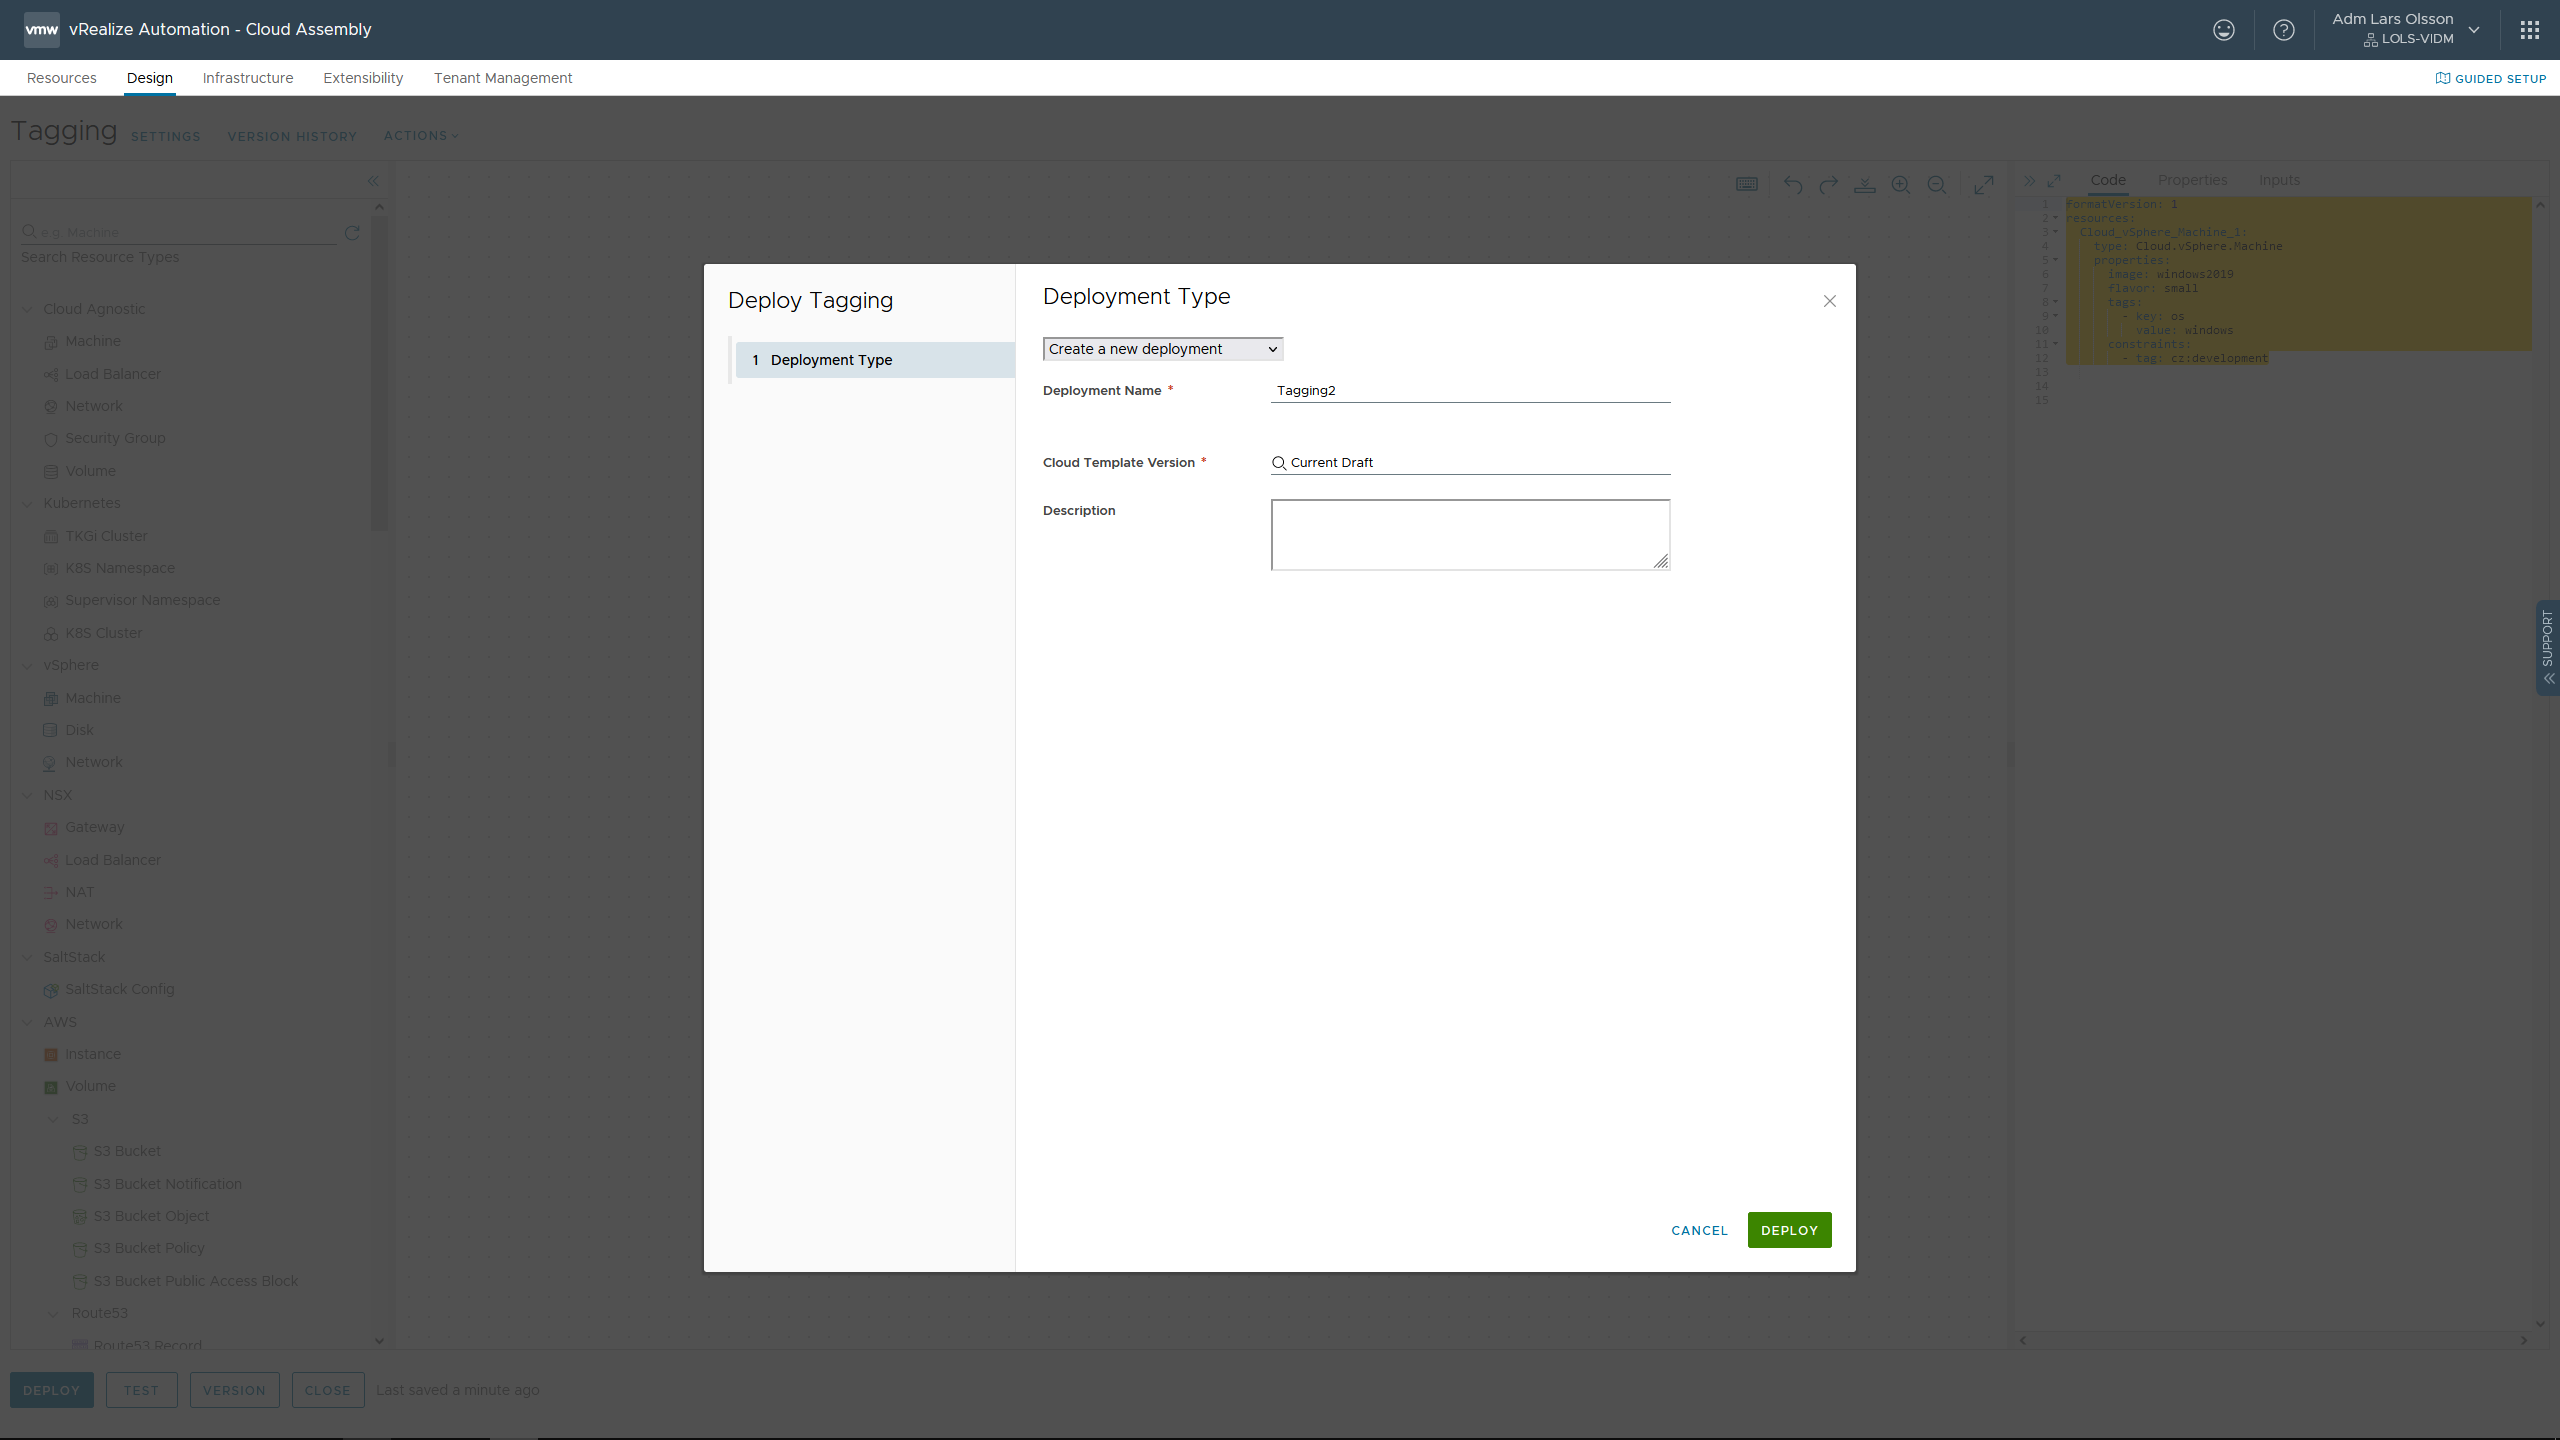 vmw vRealize Automation - Cloud Assembly
Adm Lars Olsson
LOLS-VIDM
Resources Design Infrastructure Extensibility Tenant Management
GUIDED SETUP
Tagging SETTINGS VERSION HISTORY ACTIONS
e.g. Machine
Search Resource Types
Cloud Agnostic
Machine
Load Balancer
Network
Security Group
Volume
Kubernetes
TKGi Cluster
K8S Namespace
Supervisor Namespace
K8S Cluster
vSphere
Machine
Disk
Network
NSX
Gateway
Load Balancer
NAT
Network
SaltStack
SaltStack Config
AWS
Instance
Volume
S3
S3 Bucket
S3 Bucket Notification
S3 Bucket Object
S3 Bucket Policy
S3 Bucket Public Access Block
Route53
Route53 Record
DEPLOY TEST VERSION CLOSE Last saved a minute ago
Deploy Tagging
1 Deployment Type
Deployment Type
Create a new deployment
Deployment Name * Tagging2
Cloud Template Version * Current Draft
Description
CANCEL DEPLOY
Code Properties Inputs
1 formatVersion: 1
2 resources:
3 Cloud_vSphere_Machine_1:
4 type: Cloud.vSphere.Machine
5 properties:
6 image: windows2019
7 flavor: small
8 tags:
9 - key: os
10 value: windows
11 constraints:
12 - tag: cz:development
13
14
15
SUPPORT